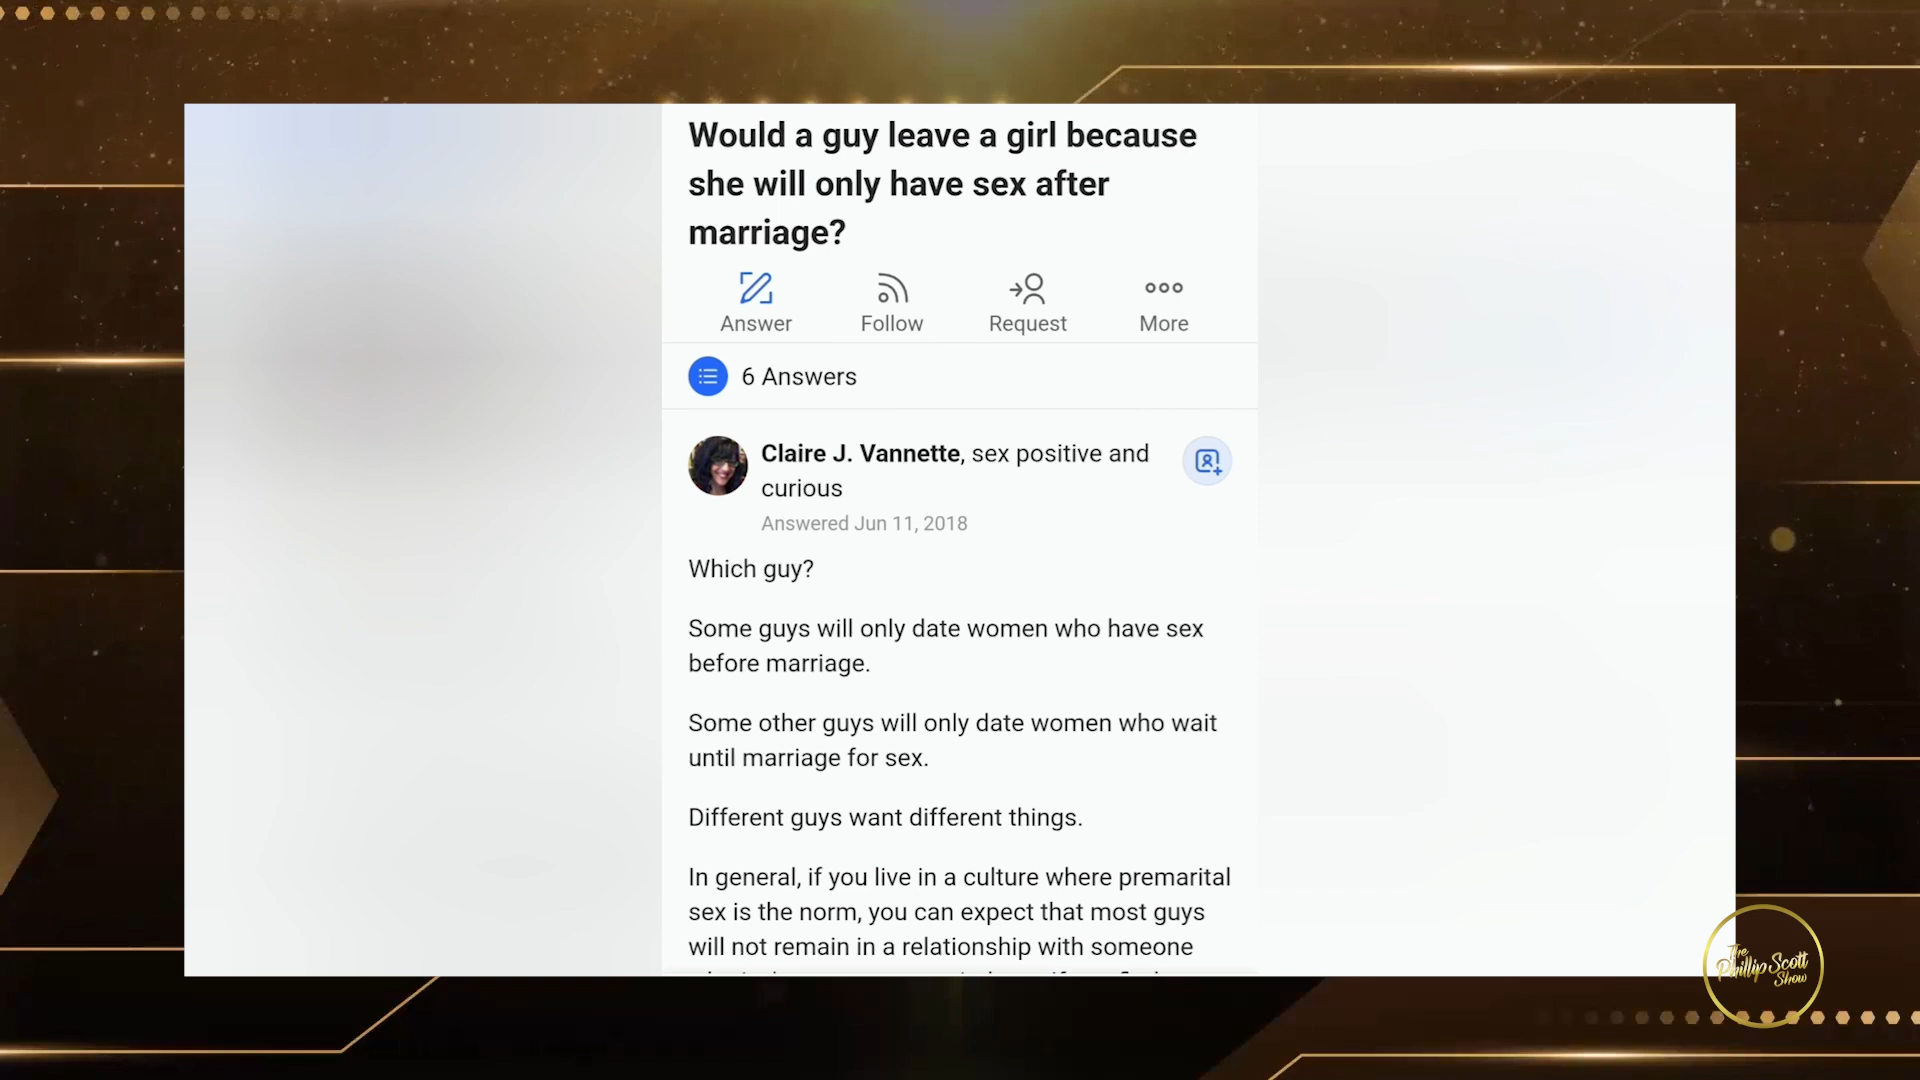 Would a guy leave a girl because
she will only have sex after
marriage?
Answer
Follow
Request
More
6 Answers
Claire J. Vannette, sex positive and
curious
Answered Jun 11, 2018
Which guy?
Some guys will only date women who have sex
before marriage.
Some other guys will only date women who wait
until marriage for sex.
Different guys want different things.
In general, if you live in a culture where premarital
sex is the norm, you can expect that most guys
will not remain in a relationship with someone
The
Phillip Scott
Show